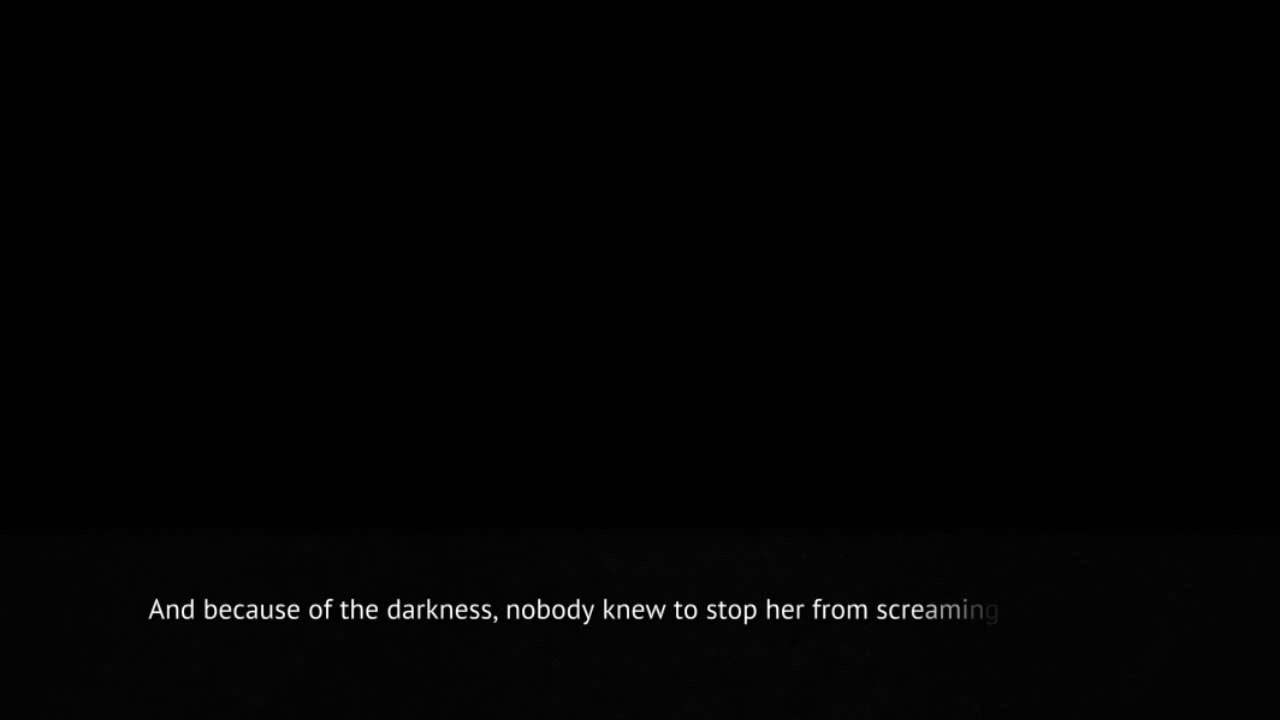 And because of the darkness, nobody knew to stop her from screaming